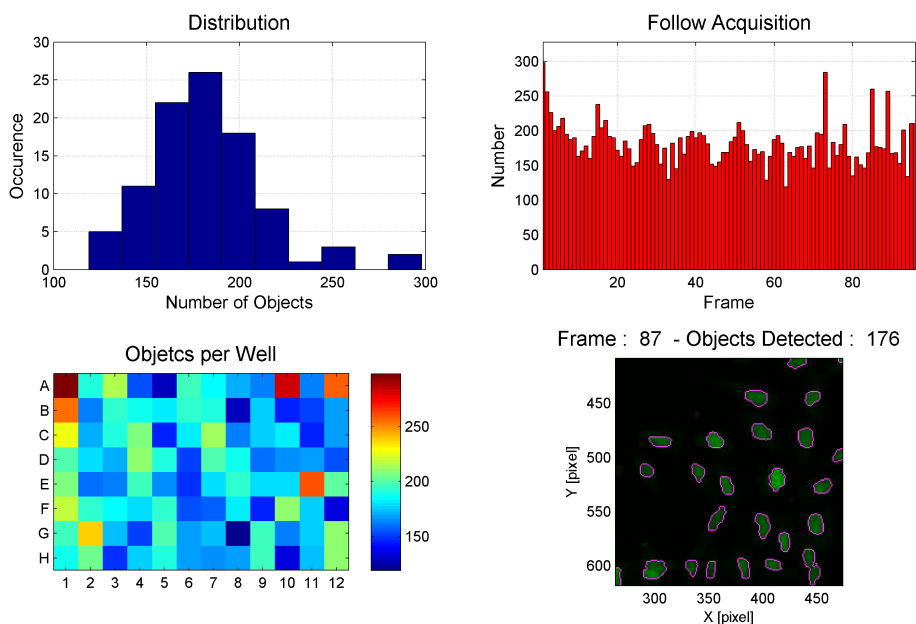 Distribution
30
25
20
15
10
5
0
Occurence
100 150 200 250 300
Number of Objects
Follow Acquisition
300
250
200
150
100
50
0
Number
20 40 60 80
Frame
Objetcs per Well
A
B
C
D
E
F
G
H
1 2 3 4 5 6 7 8 9 10 11 12
250
200
150
Frame : 87 - Objects Detected : 176
450
500
550
600
Y [pixel]
300 350 400 450
X [pixel]